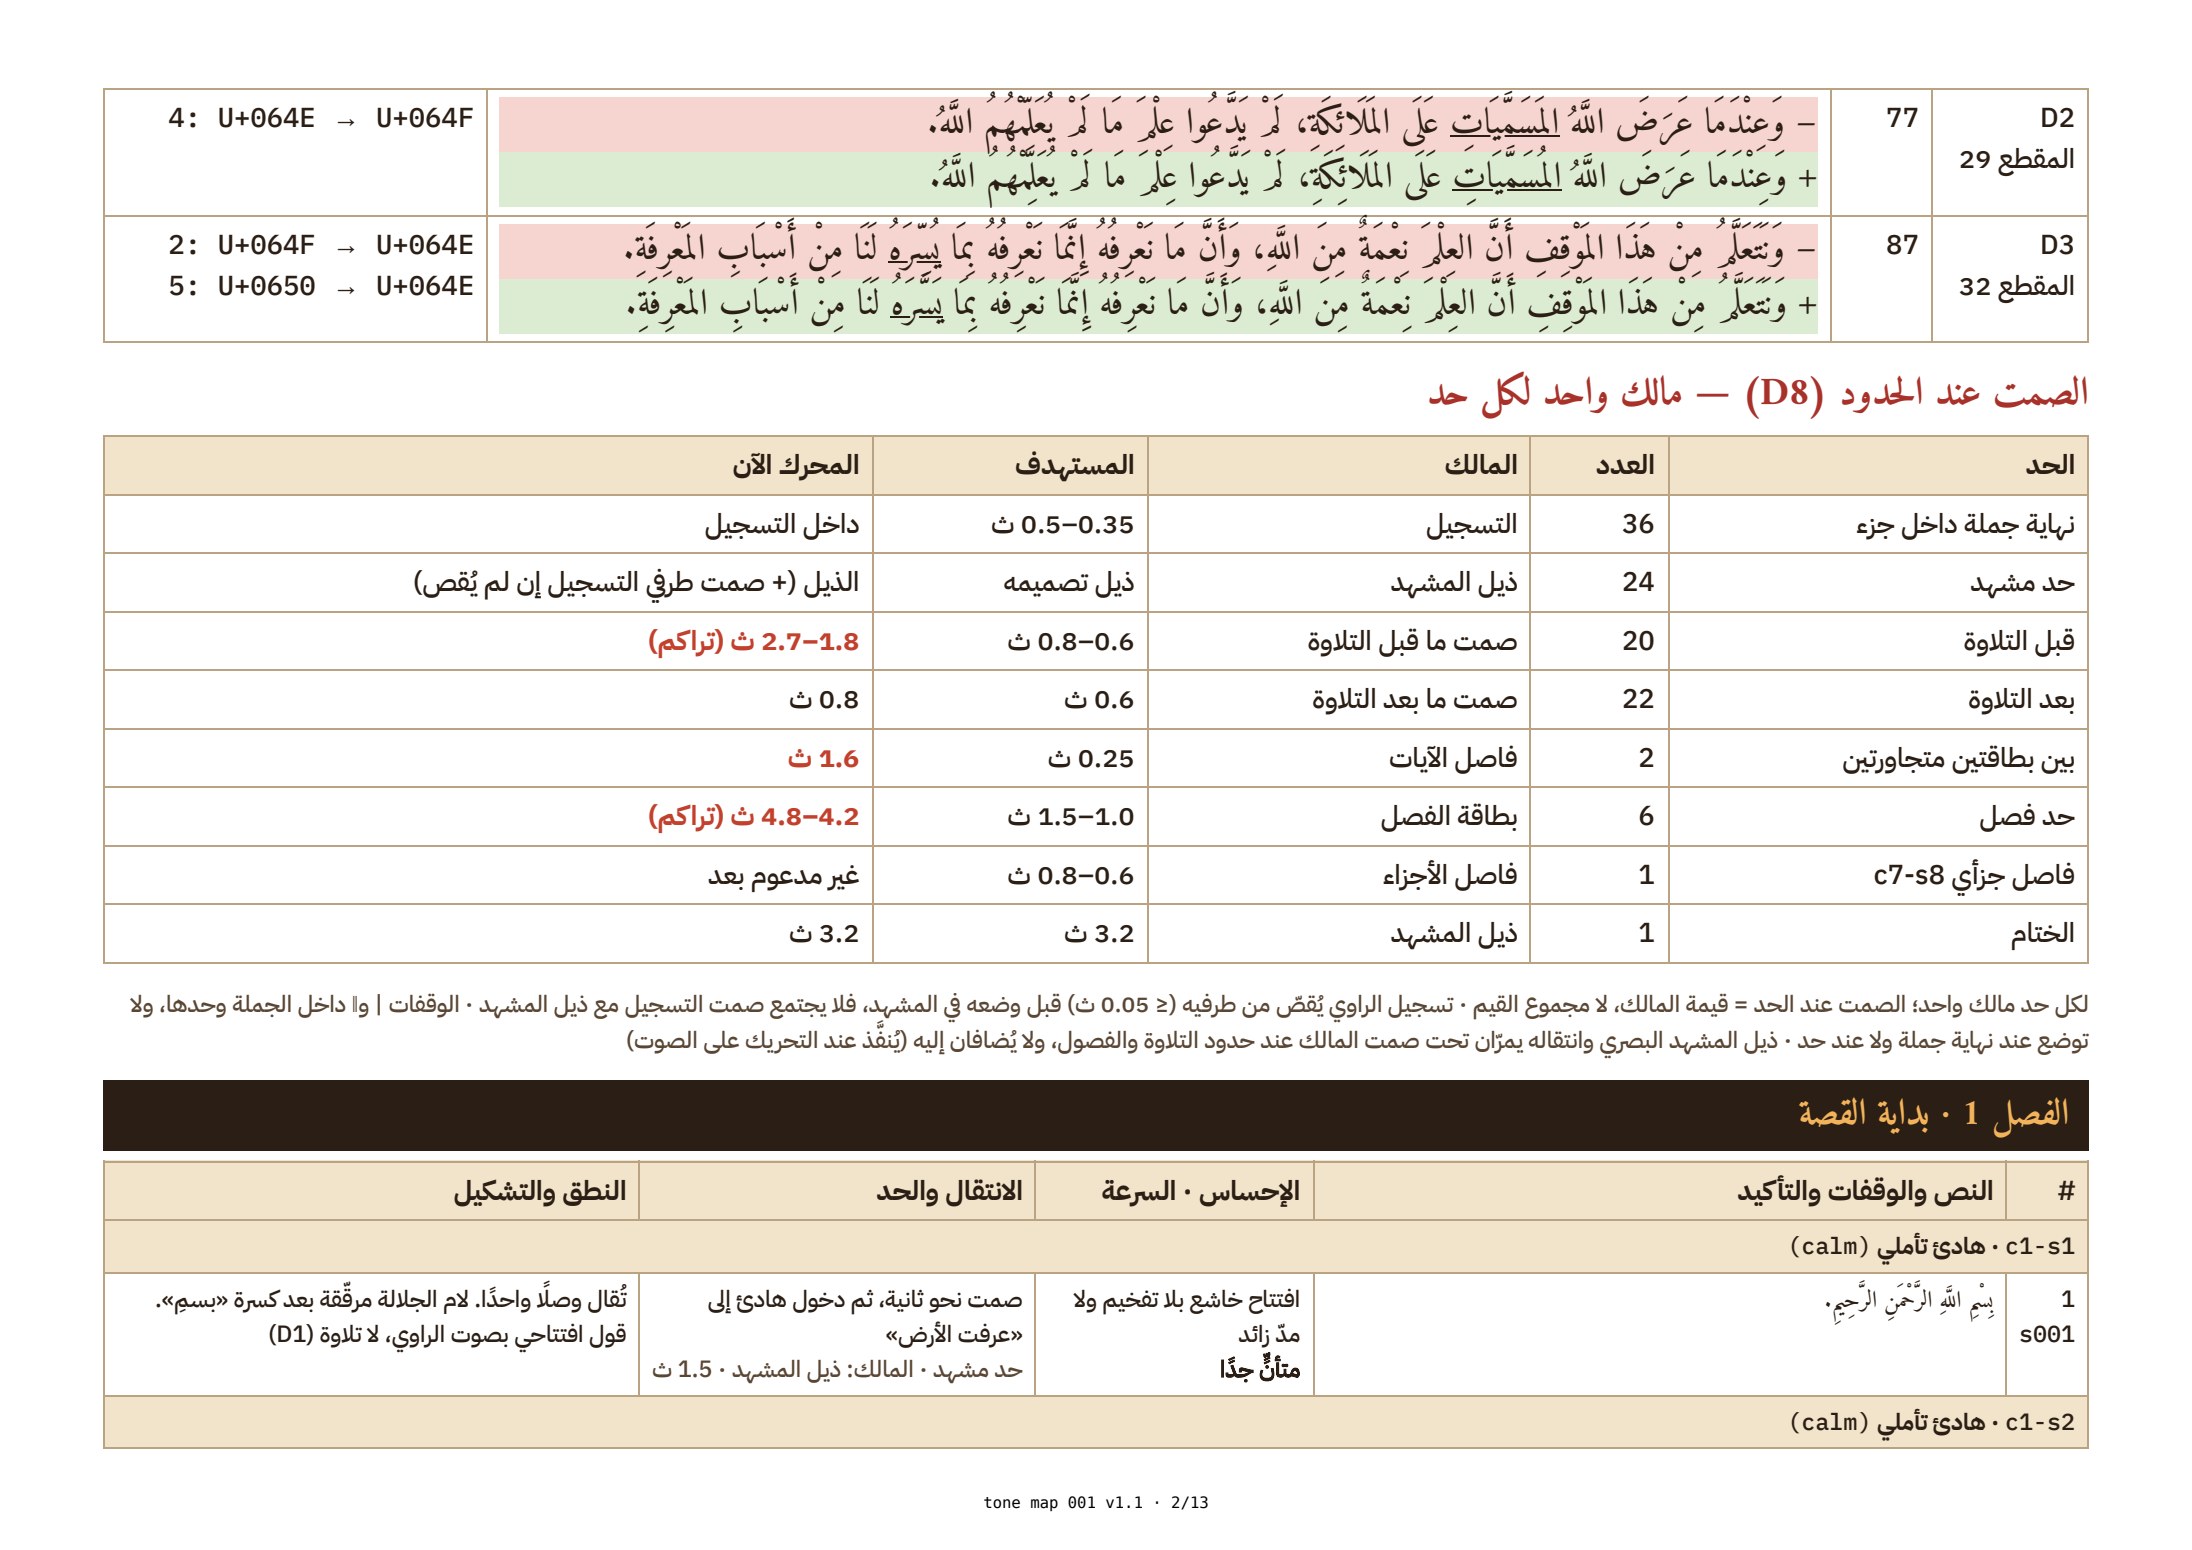 D2 77 – وَعِنْدَمَا عَرَضَ اللَّهُ المَسَمَّيَاتِ عَلَى المَلَائِكَةِ، لَمْ يَدَّعُوا عِلْمَ مَا لَمْ يُعَلِّمْهُمُ اللَّهُ. 4: U+064E → U+064F
المقطع 29 + وَعِنْدَمَا عَرَضَ اللَّهُ المُسَمَّيَاتِ عَلَى المَلَائِكَةِ، لَمْ يَدَّعُوا عِلْمَ مَا لَمْ يُعَلِّمْهُمُ اللَّهُ.
D3 87 – وَنَتَعَلَّمُ مِنْ هَذَا المَوْقِفِ أَنَّ العِلْمَ نِعْمَةٌ مِنَ اللَّهِ، وَأَنَّ مَا نَعْرِفُهُ إِنَّمَا نَعْرِفُهُ بِمَا يُسِّرَهُ لَنَا مِنْ أَسْبَابِ المَعْرِفَةِ. 2: U+064F → U+064E
المقطع 32 + وَنَتَعَلَّمُ مِنْ هَذَا المَوْقِفِ أَنَّ العِلْمَ نِعْمَةٌ مِنَ اللَّهِ، وَأَنَّ مَا نَعْرِفُهُ إِنَّمَا نَعْرِفُهُ بِمَا يَسَّرَهُ لَنَا مِنْ أَسْبَابِ المَعْرِفَةِ. 5: U+0650 → U+064E
الصمت عند الحدود (D8) — مالك واحد لكل حد
الحد العدد المالك المستهدف المحرك الآن
نهاية جملة داخل جزء 36 التسجيل 0.35–0.5 ث داخل التسجيل
حد مشهد 24 ذيل المشهد ذيل تصميمه الذيل (+ صمت طرفي التسجيل إن لم يُقص)
قبل التلاوة 20 صمت ما قبل التلاوة 0.6–0.8 ث 1.8–2.7 ث (تراكم)
بعد التلاوة 22 صمت ما بعد التلاوة 0.6 ث 0.8 ث
بين بطاقتين متجاورتين 2 فاصل الآيات 0.25 ث 1.6 ث
حد فصل 6 بطاقة الفصل 1.0–1.5 ث 4.2–4.8 ث (تراكم)
فاصل جزأي c7-s8 1 فاصل الأجزاء 0.6–0.8 ث غير مدعوم بعد
الختام 1 ذيل المشهد 3.2 ث 3.2 ث
لكل حد مالك واحد؛ الصمت عند الحد = قيمة المالك، لا مجموع القيم · تسجيل الراوي يُقصّ من طرفيه (≤ 0.05 ث) قبل وضعه في المشهد، فلا يجتمع صمت التسجيل مع ذيل المشهد · الوقفات | و‖ داخل الجملة وحدها، ولا
توضع عند نهاية جملة ولا عند حد · ذيل المشهد البصري وانتقاله يمرّان تحت صمت المالك عند حدود التلاوة والفصول، ولا يُضافان إليه (يُنفَّذ عند التحريك على الصوت)
الفصل 1 · بداية القصة
# النص والوقفات والتأكيد الإحساس · السرعة الانتقال والحد النطق والتشكيل
c1-s1 · هادئ تأملي (calm)
1 بِسْمِ اللَّهِ الرَّحْمَنِ الرَّحِيمِ. افتتاح خاشع بلا تفخيم ولا صمت نحو ثانية، ثم دخول هادئ إلى تُقال وصلًا واحدًا. لام الجلالة مرقّقة بعد كسرة «بسمِ».
s001 مدّ زائد «عرفت الأرض» قول افتتاحي بصوت الراوي، لا تلاوة (D1)
متأنٍّ جدًا حد مشهد · المالك: ذيل المشهد · 1.5 ث
c1-s2 · هادئ تأملي (calm)
tone map 001 v1.1 · 2/13